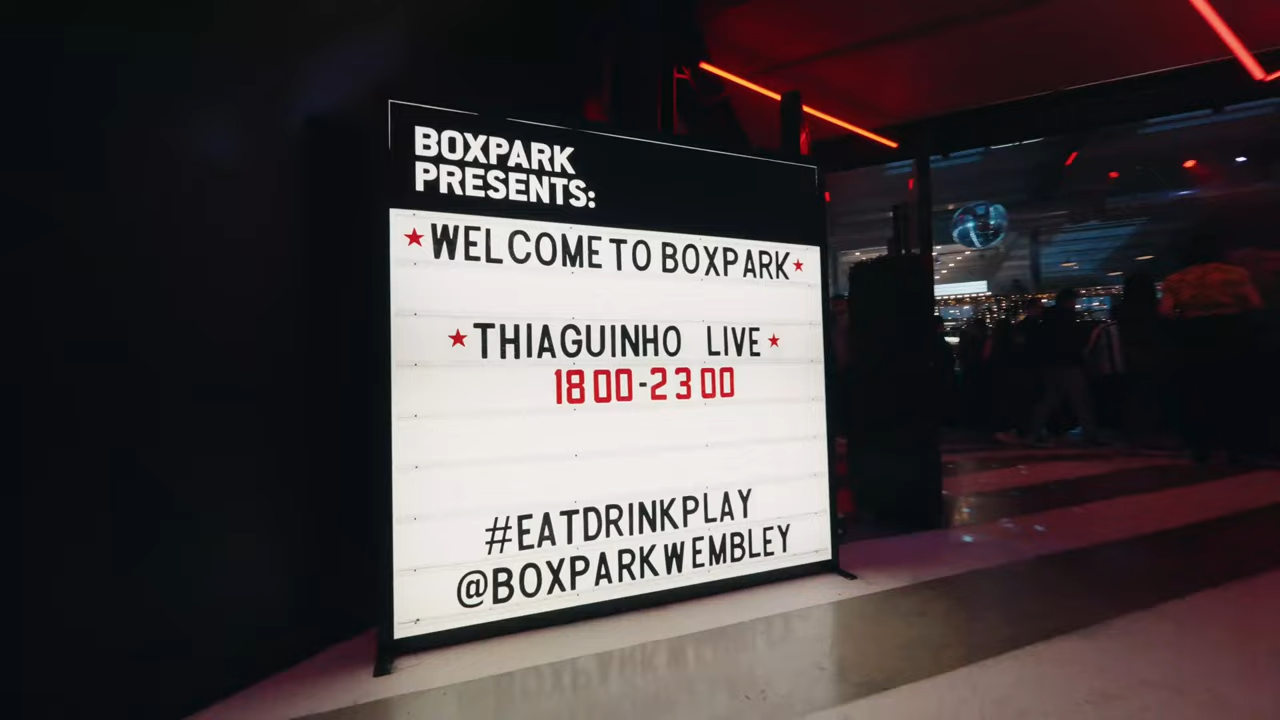 BOXPARK
PRESENTS:
★WELCOME TO BOXPARK★
★THIAGUINHO LIVE★
1800-2300
#EATDRINKPLAY
@BOXPARKWEMBLEY